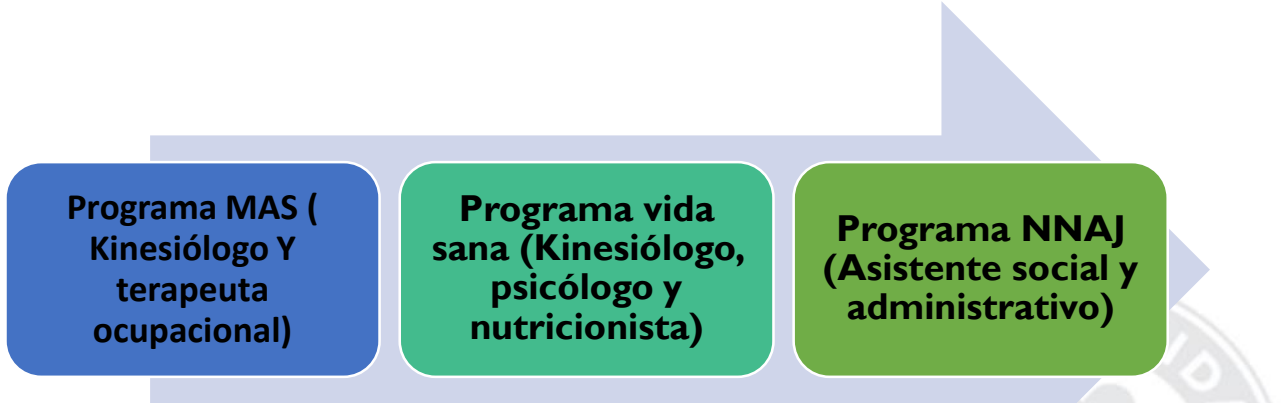 Programa MAS (
Kinesiólogo Y
terapeuta
ocupacional)
Programa vida
sana (Kinesiólogo,
psicólogo y
nutricionista)
Programa NNAJ
(Asistente social y
administrativo)